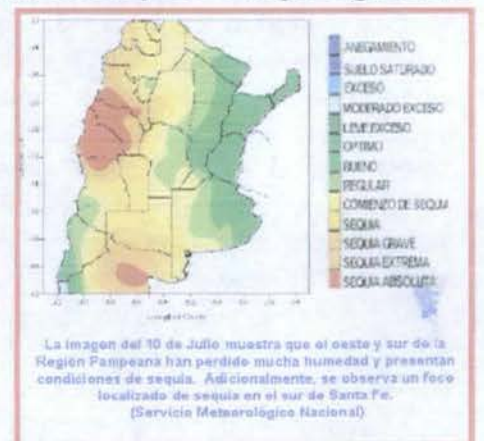 ANEGAMIENTO
SUELO SATURADO
EXCESO
MODERADO EXCESO
LEVE EXCESO
OPTIMO
BUENO
REGULAR
COMIENZO DE SEQUIA
SEQUIA
SEQUIA GRAVE
SEQUIA EXTREMA
SEQUIA ABSOLUTA
La imagen del 10 de Julio muestra que el oeste y sur de la
Región Pampeana han perdido mucha humedad y presentan
condiciones de sequía. Adicionalmente, se observa un foco
localizado de sequía en el sur de Santa Fe.
(Servicio Meteorológico Nacional)